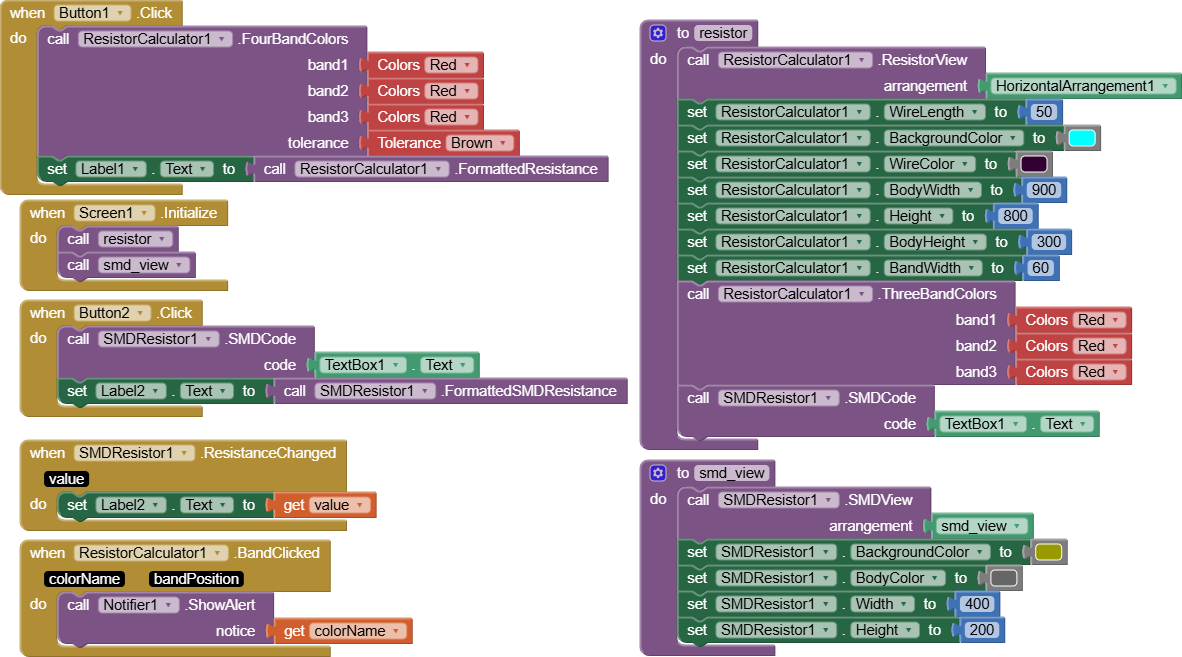 when Button1 .Click
do call ResistorCalculator1 .FourBandColors
band1 Colors Red
band2 Colors Red
band3 Colors Red
tolerance Tolerance Brown
set Label1 . Text to call ResistorCalculator1 .FormattedResistance
when Screen1 .Initialize
do call resistor
call smd_view
when Button2 .Click
do call SMDResistor1 .SMDCode
code TextBox1 . Text
set Label2 . Text to call SMDResistor1 .FormattedSMDResistance
when SMDResistor1 .ResistanceChanged
value
do set Label2 . Text to get value
when ResistorCalculator1 .BandClicked
colorName bandPosition
do call Notifier1 .ShowAlert
notice get colorName
to resistor
do call ResistorCalculator1 .ResistorView
arrangement HorizontalArrangement1
set ResistorCalculator1 . WireLength to 50
set ResistorCalculator1 . BackgroundColor to
set ResistorCalculator1 . WireColor to
set ResistorCalculator1 . BodyWidth to 900
set ResistorCalculator1 . Height to 800
set ResistorCalculator1 . BodyHeight to 300
set ResistorCalculator1 . BandWidth to 60
call ResistorCalculator1 .ThreeBandColors
band1 Colors Red
band2 Colors Red
band3 Colors Red
call SMDResistor1 .SMDCode
code TextBox1 . Text
to smd_view
do call SMDResistor1 .SMDView
arrangement smd_view
set SMDResistor1 . BackgroundColor to
set SMDResistor1 . BodyColor to
set SMDResistor1 . Width to 400
set SMDResistor1 . Height to 200